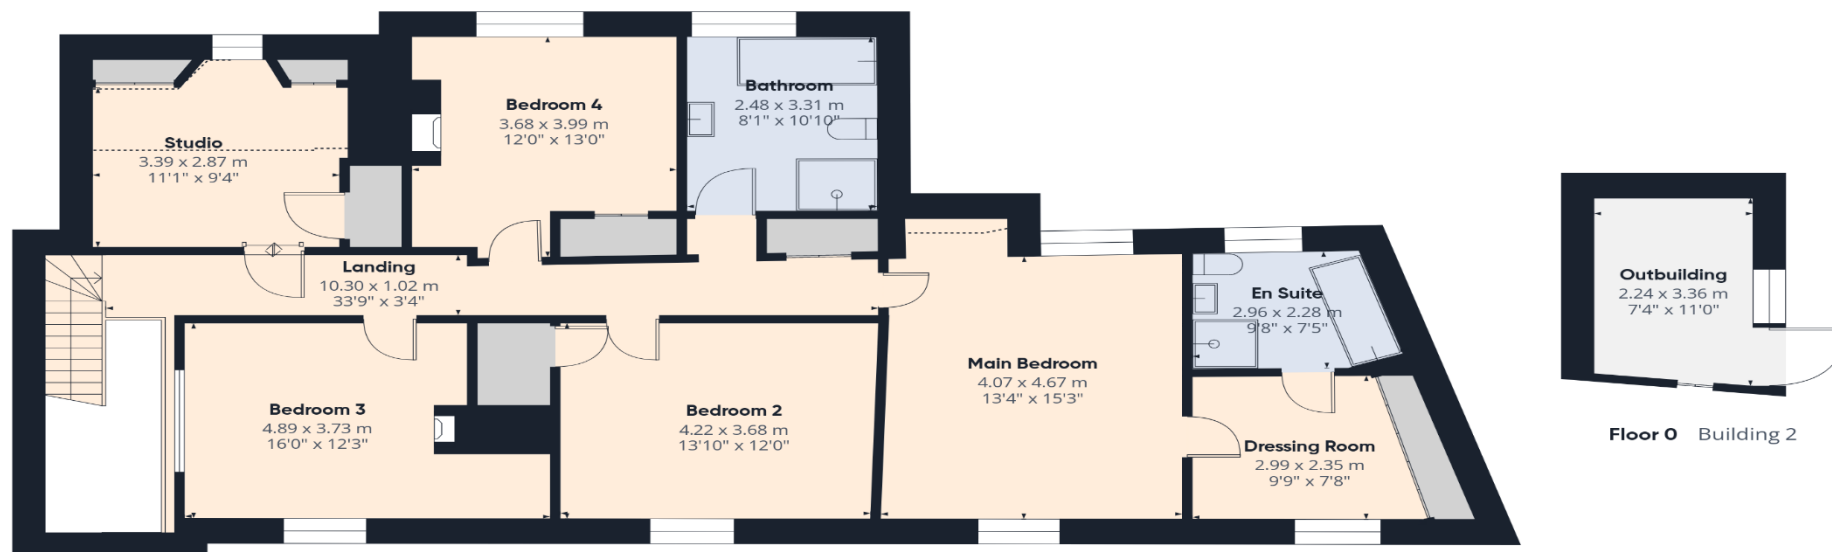 Studio
3.39 x 2.87 m
11'1" x 9'4"
Bedroom 4
3.68 x 3.99 m
12'0" x 13'0"
Bathroom
2.48 x 3.31 m
8'1" x 10'10"
Landing
10.30 x 1.02 m
33'9" x 3'4"
En Suite
2.96 x 2.28 m
9'8" x 7'5"
Main Bedroom
4.07 x 4.67 m
13'4" x 15'3"
Bedroom 3
4.89 x 3.73 m
16'0" x 12'3"
Bedroom 2
4.22 x 3.68 m
13'10" x 12'0"
Dressing Room
2.99 x 2.35 m
9'9" x 7'8"
Outbuilding
2.24 x 3.36 m
7'4" x 11'0"
Floor 0 Building 2